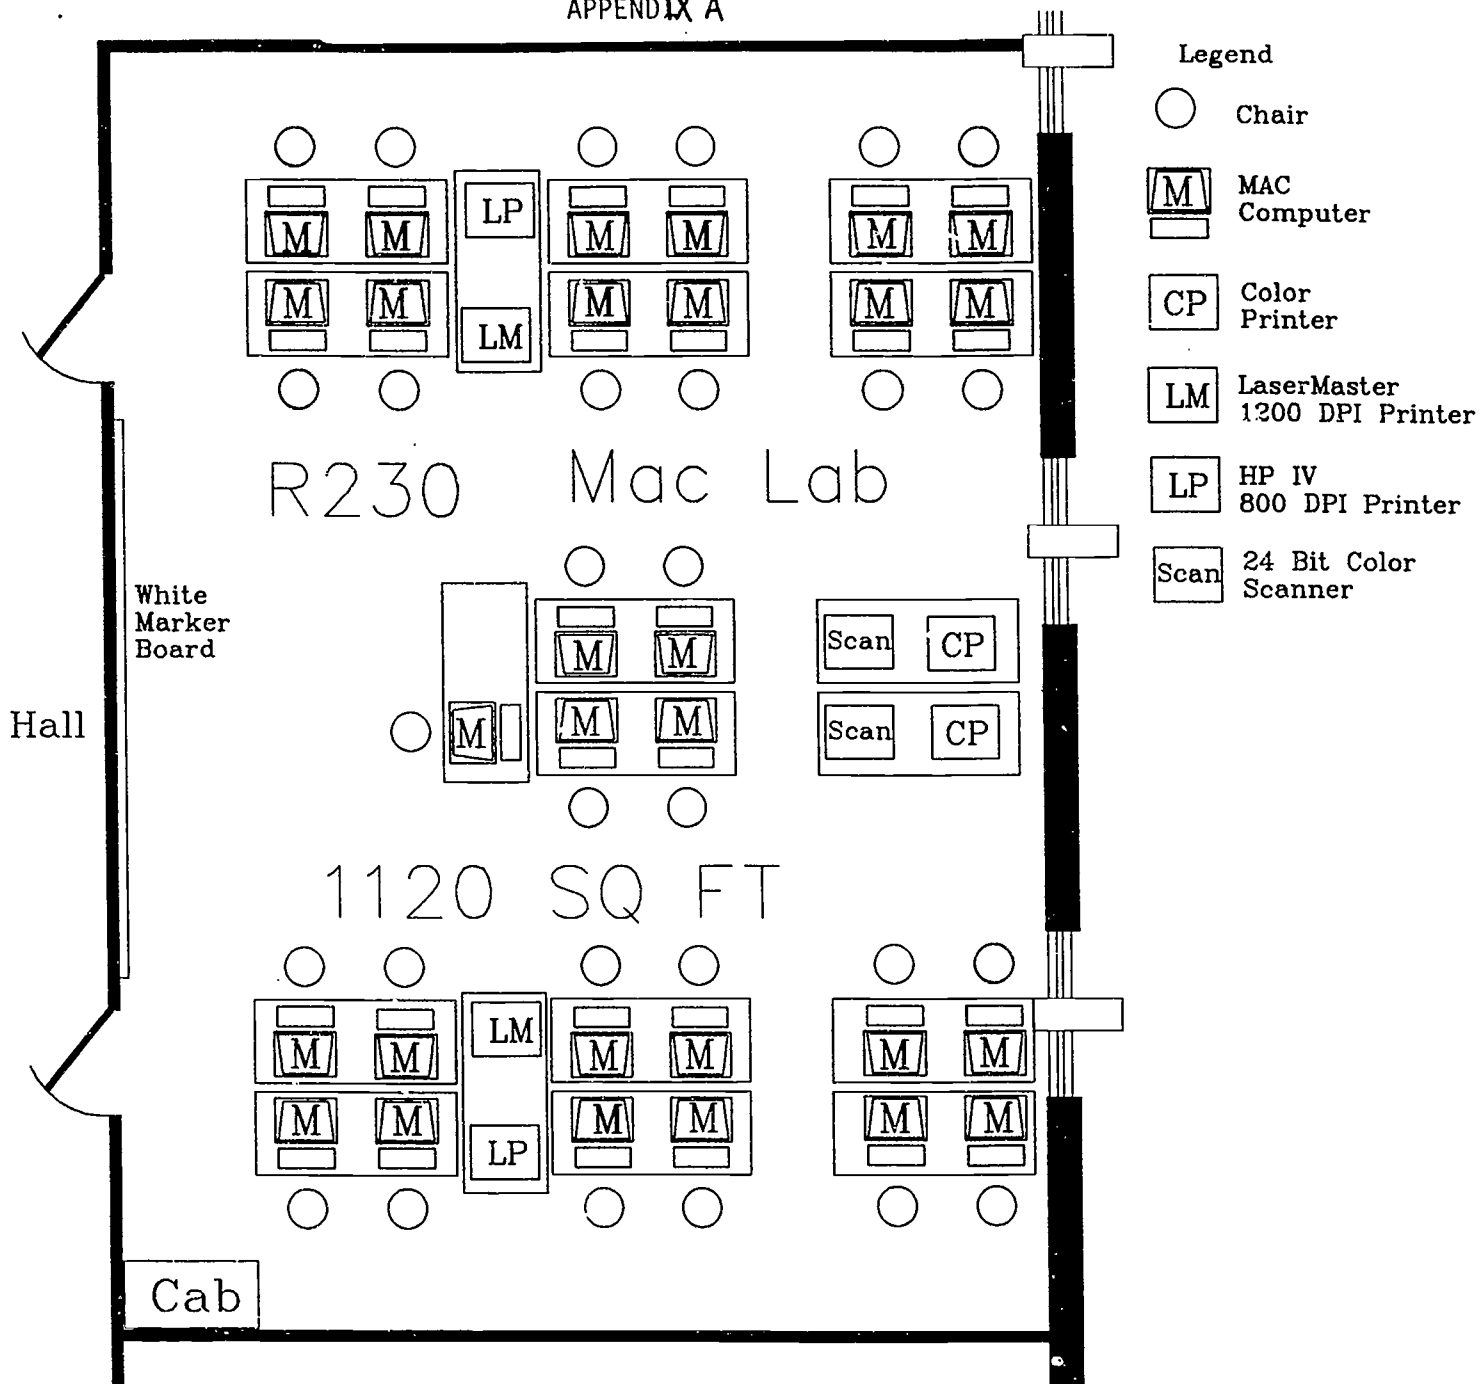 APPENDIX A
Legend
Chair
M MAC
Computer
CP Color
Printer
LM LaserMaster
1200 DPI Printer
LP HP IV
800 DPI Printer
Scan 24 Bit Color
Scanner
M M LP M M M M
M M LM M M M M
R230 Mac Lab
White
Marker
Board
Hall
M M Scan CP
M M M Scan CP
1120 SQ FT
M M LM M M M M
M M LP M M M M
Cab